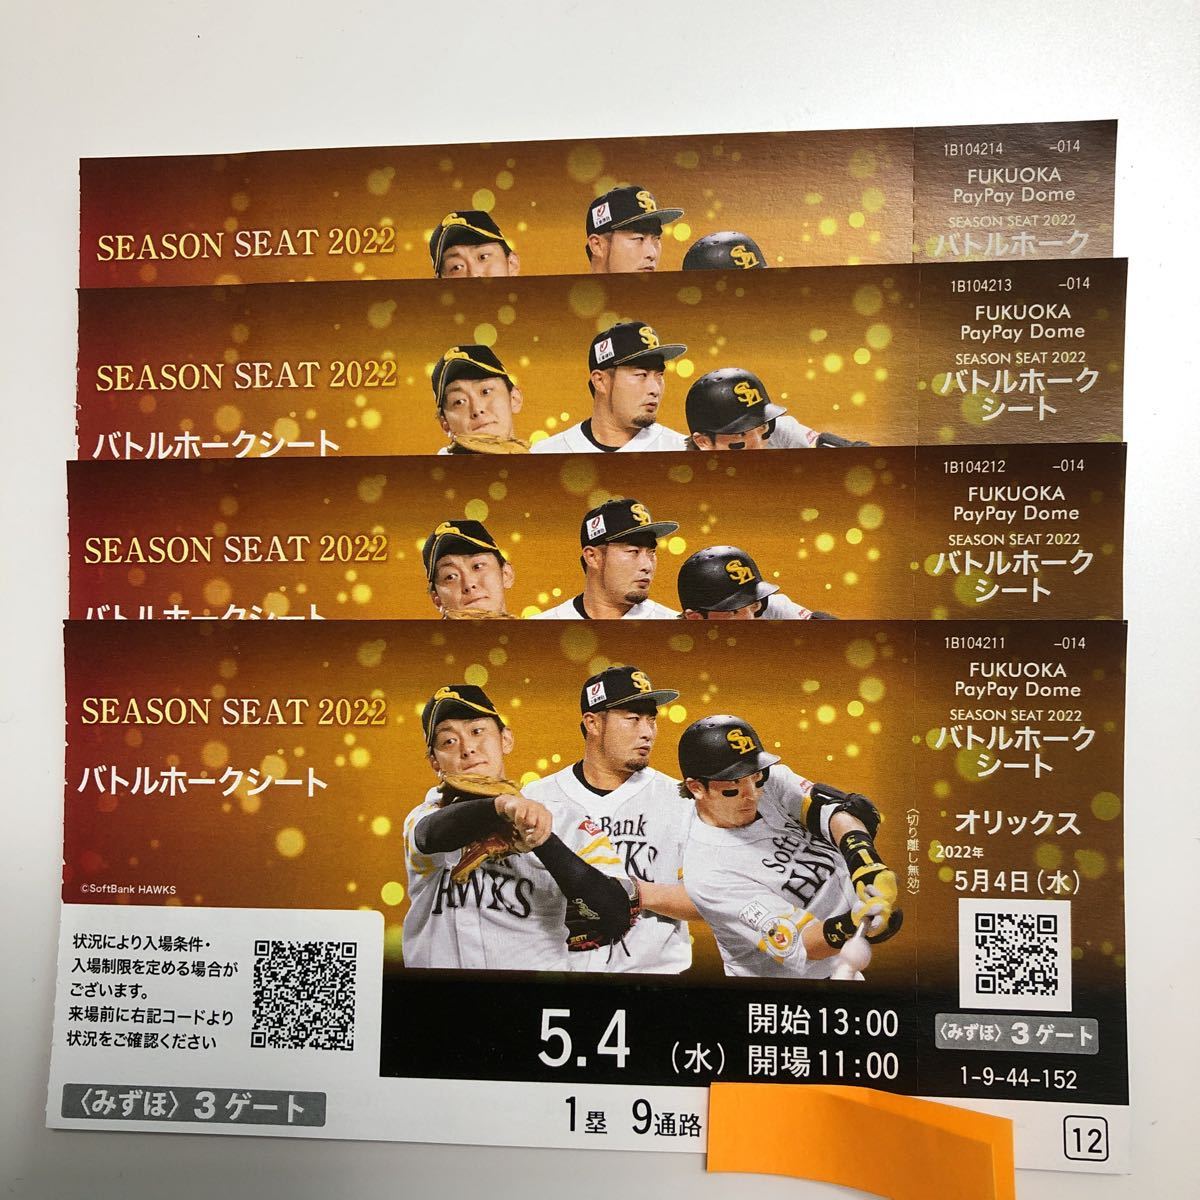 1B104214 -014
FUKUOKA
PayPay Dome
SEASON SEAT 2022
バトルホーク
SEASON SEAT 2022
1B104213 -014
FUKUOKA
PayPay Dome
SEASON SEAT 2022
バトルホーク
シート
SEASON SEAT 2022
バトルホークシート
1B104212 -014
FUKUOKA
PayPay Dome
SEASON SEAT 2022
バトルホーク
シート
SEASON SEAT 2022
バトルホークシート
1B104211 -014
FUKUOKA
PayPay Dome
SEASON SEAT 2022
バトルホーク
シート
SEASON SEAT 2022
バトルホークシート
©SoftBank HAWKS
Bank
HAWKS
〈切り離し無効〉
オリックス
2022年
5月4日(水)
状況により入場条件・
入場制限を定める場合が
ございます。
来場前に右記コードより
状況をご確認ください
5.4 (水)
開始 13:00
開場 11:00
〈みずほ〉3ゲート
1-9-44-152
〈みずほ〉3ゲート
1塁 9通路
12